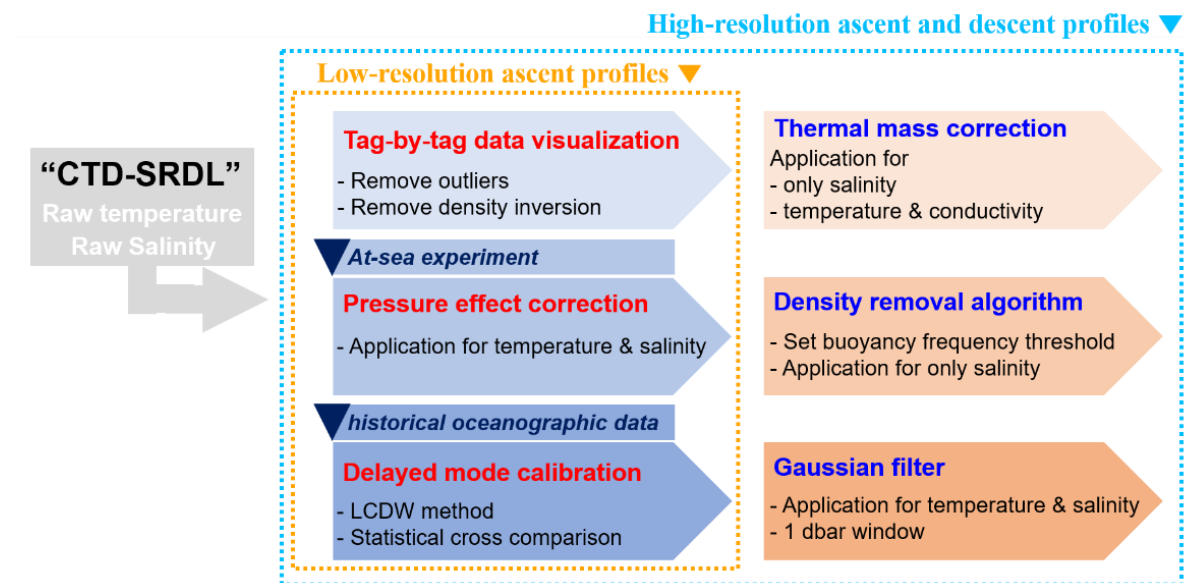 High-resolution ascent and descent profiles
Low-resolution ascent profiles
“CTD-SRDL”
Raw temperature
Raw Salinity
Tag-by-tag data visualization
- Remove outliers
- Remove density inversion
At-sea experiment
Pressure effect correction
- Application for temperature & salinity
historical oceanographic data
Delayed mode calibration
- LCDW method
- Statistical cross comparison
Thermal mass correction
Application for
- only salinity
- temperature & conductivity
Density removal algorithm
- Set buoyancy frequency threshold
- Application for only salinity
Gaussian filter
- Application for temperature & salinity
- 1 dbar window